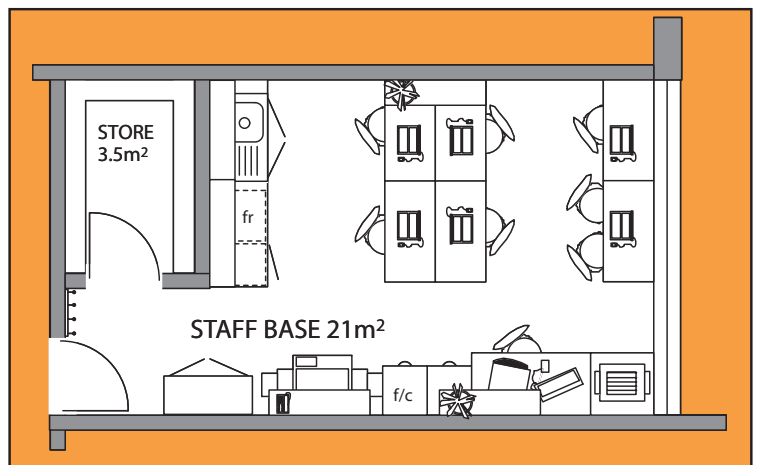 STORE
3.5m²
fr
STAFF BASE 21m²
f/c